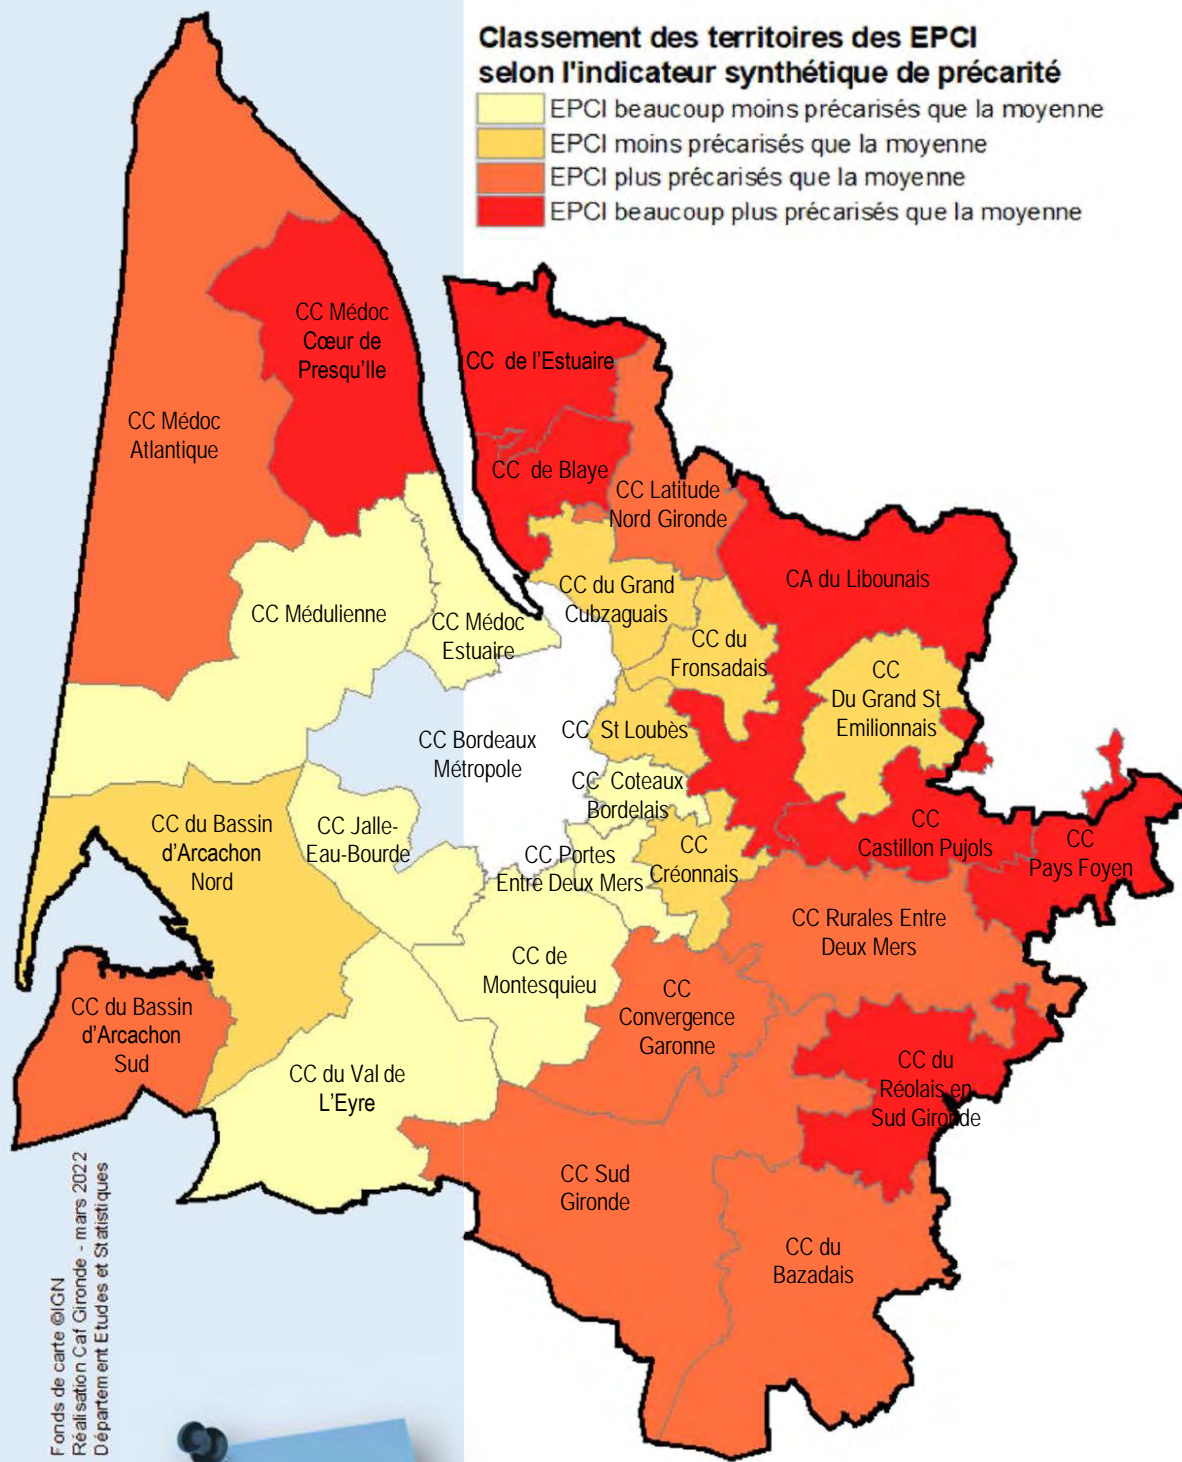 Classement des territoires des EPCI
selon l'indicateur synthétique de précarité
EPCI beaucoup moins précarisés que la moyenne
EPCI moins précarisés que la moyenne
EPCI plus précarisés que la moyenne
EPCI beaucoup plus précarisés que la moyenne
CC Médoc
Cœur de
Presqu'Ile
CC de l'Estuaire
CC Médoc
Atlantique
CC de Blaye
CC Latitude
Nord Gironde
CA du Libounais
CC Médulienne
CC Médoc
Estuaire
CC du Grand
Cubzaguais
CC du
Fronsadais
CC
Du Grand St
Emilionnais
CC Bordeaux
Métropole
CC St Loubès
CC Coteaux
Bordelais
CC du Bassin
d'Arcachon
Nord
CC Jalle-
Eau-Bourde
CC Portes
Entre Deux Mers
CC
Créonnais
CC
Castillon Pujols
CC
Pays Foyen
CC Rurales Entre
Deux Mers
CC de
Montesquieu
CC
Convergence
Garonne
CC du Bassin
d'Arcachon
Sud
CC du Val de
L'Eyre
CC du
Réolais en
Sud Gironde
CC Sud
Gironde
CC du
Bazadais
Fonds de carte ©IGN
Réalisation Caf Gironde - mars 2022
Département Etudes et Statistiques